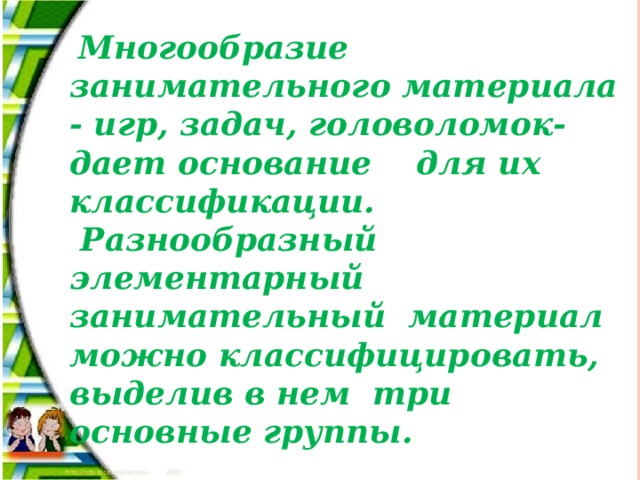 Многообразие
занимательного материала
- игр, задач, головоломок-
дает основание для их
классификации.
Разнообразный
элементарный
занимательный материал
можно классифицировать,
выделив в нем три
основные группы.